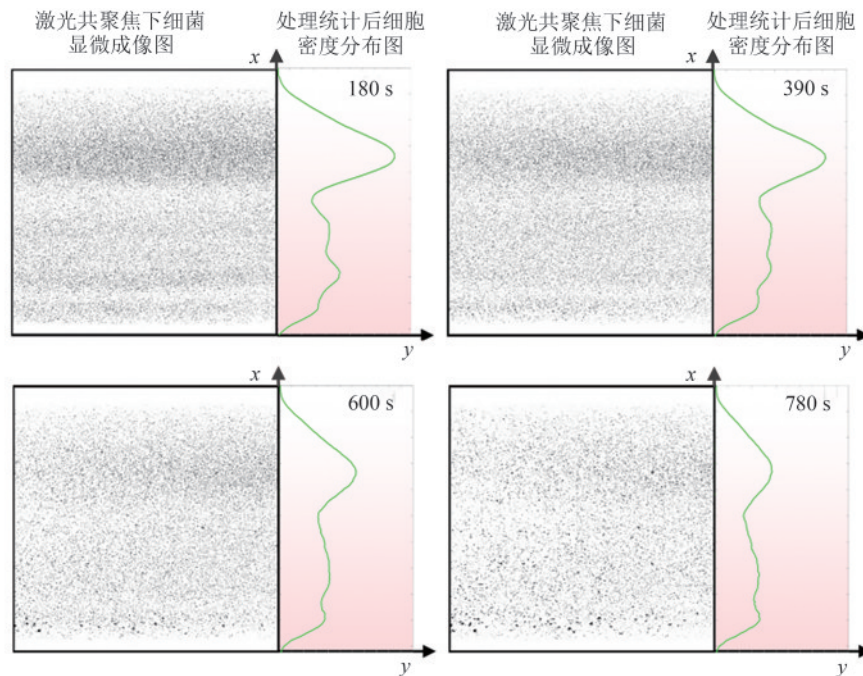 激光共聚焦下细菌
显微成像图
处理统计后细胞
密度分布图
激光共聚焦下细菌
显微成像图
处理统计后细胞
密度分布图
x
180 s
y
x
390 s
y
x
600 s
y
x
780 s
y